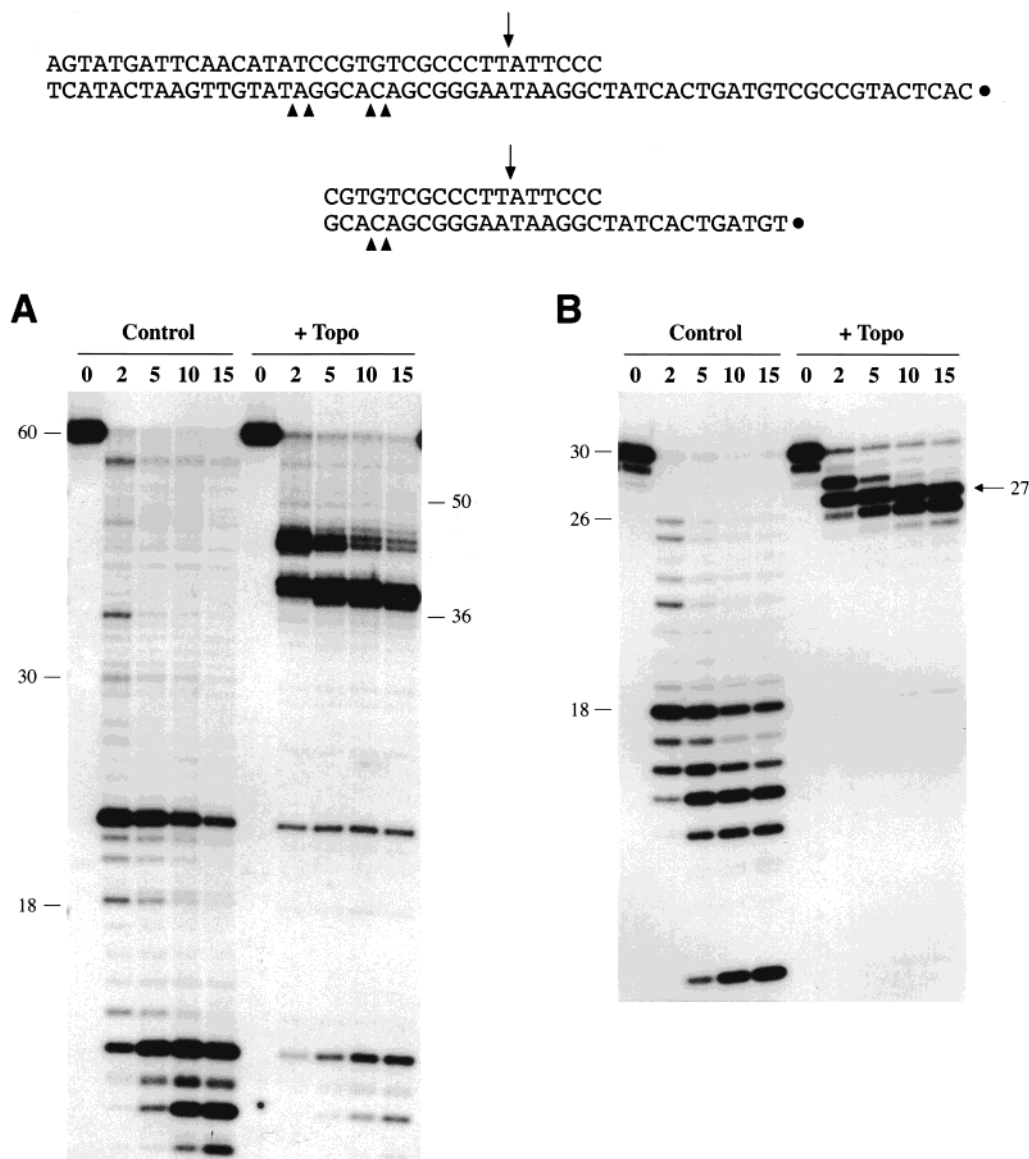 AGTATGATTCAACATATCCGTGTCGCCCTTATTCCC
TCATACTAAGTTGTATAGGCACAGCGGGAATAAGGCTATCACTGATGTCGCCGTACTCAC
CGTGTCGCCCTTATTCCC
GCACAGCGGGAATAAGGCTATCACTGATGT
A
Control + Topo
0 2 5 10 15 0 2 5 10 15
60
50
36
30
18
B
Control + Topo
0 2 5 10 15 0 2 5 10 15
30
27
26
18